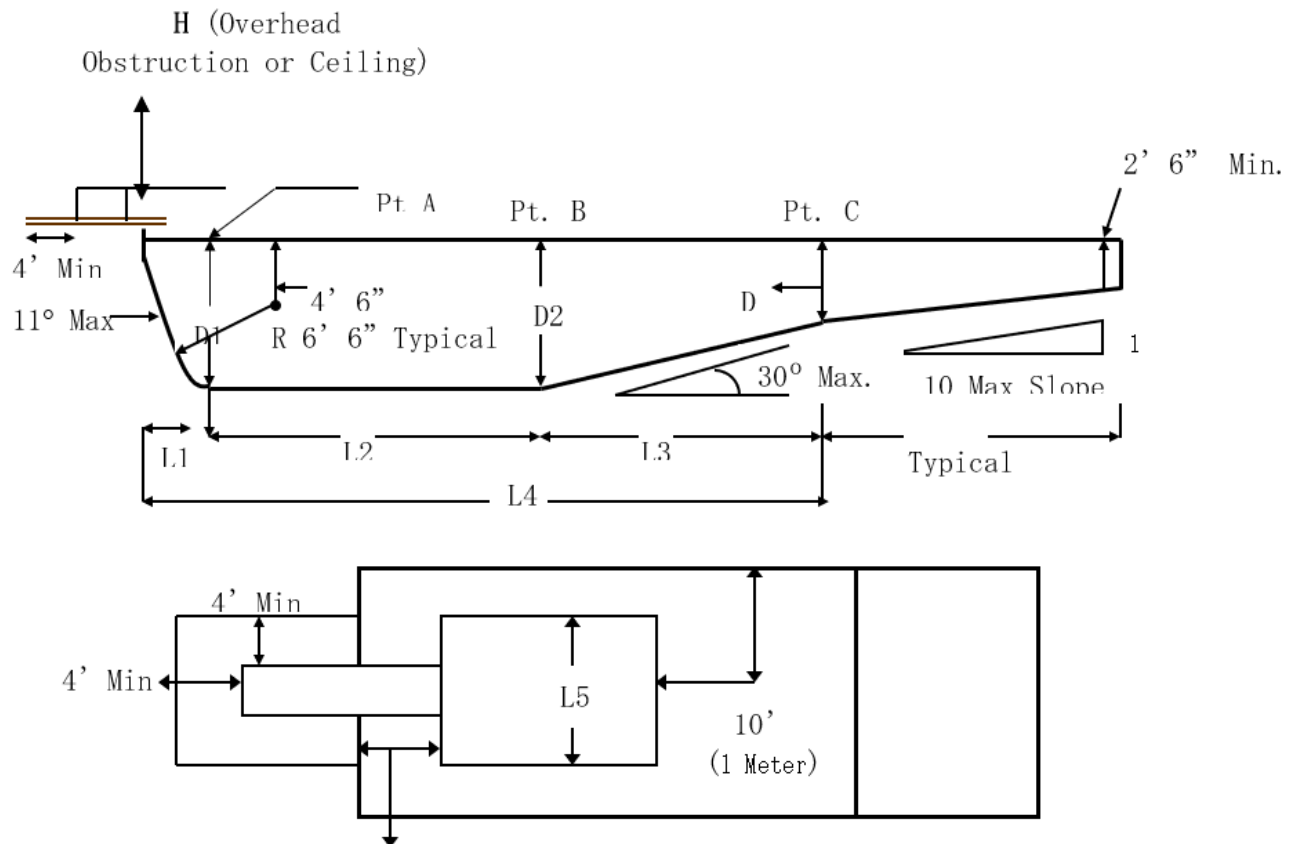 H (Overhead
Obstruction or Ceiling)
2’ 6” Min.
Pt. A
Pt. B
Pt. C
4’ Min
4’ 6”
D
11° Max
D1
R 6’ 6” Typical
D2
1
30° Max.
10 Max Slope
L1
L2
L3
Typical
L4
4’ Min
4’ Min
L5
10’
(1 Meter)